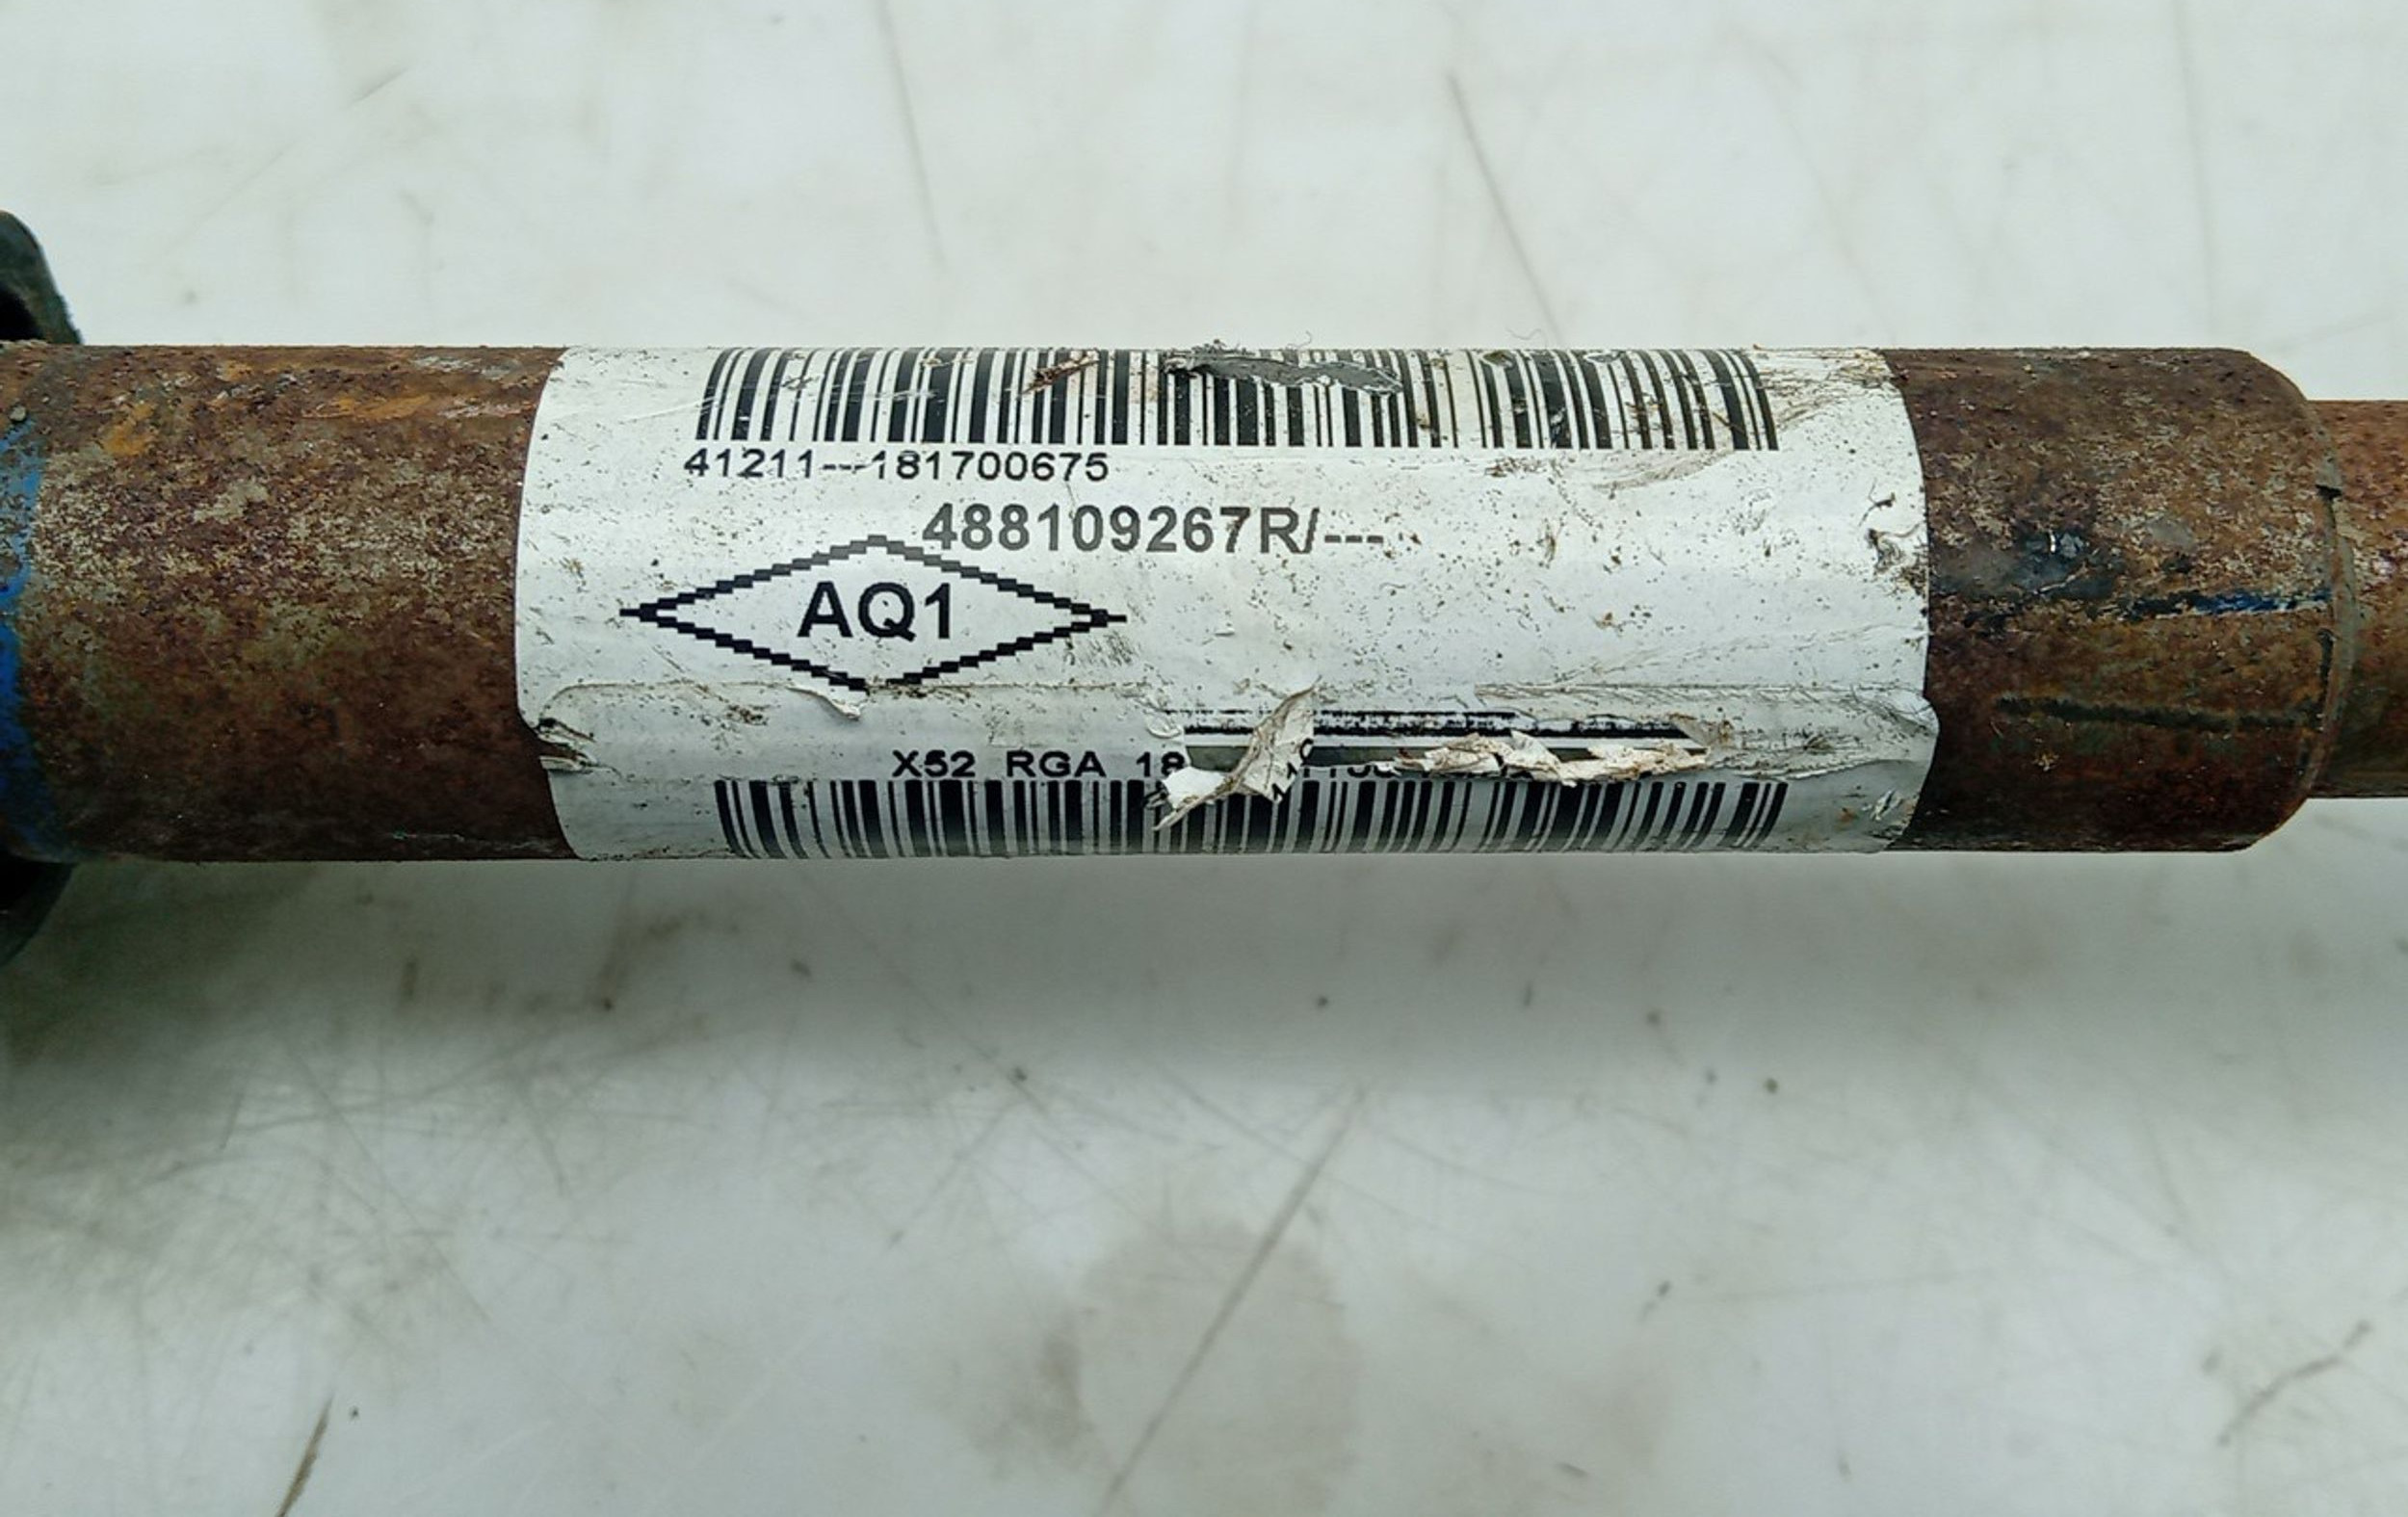 41211---181700675
488109267R/---
AQ1
X52 RGA 18